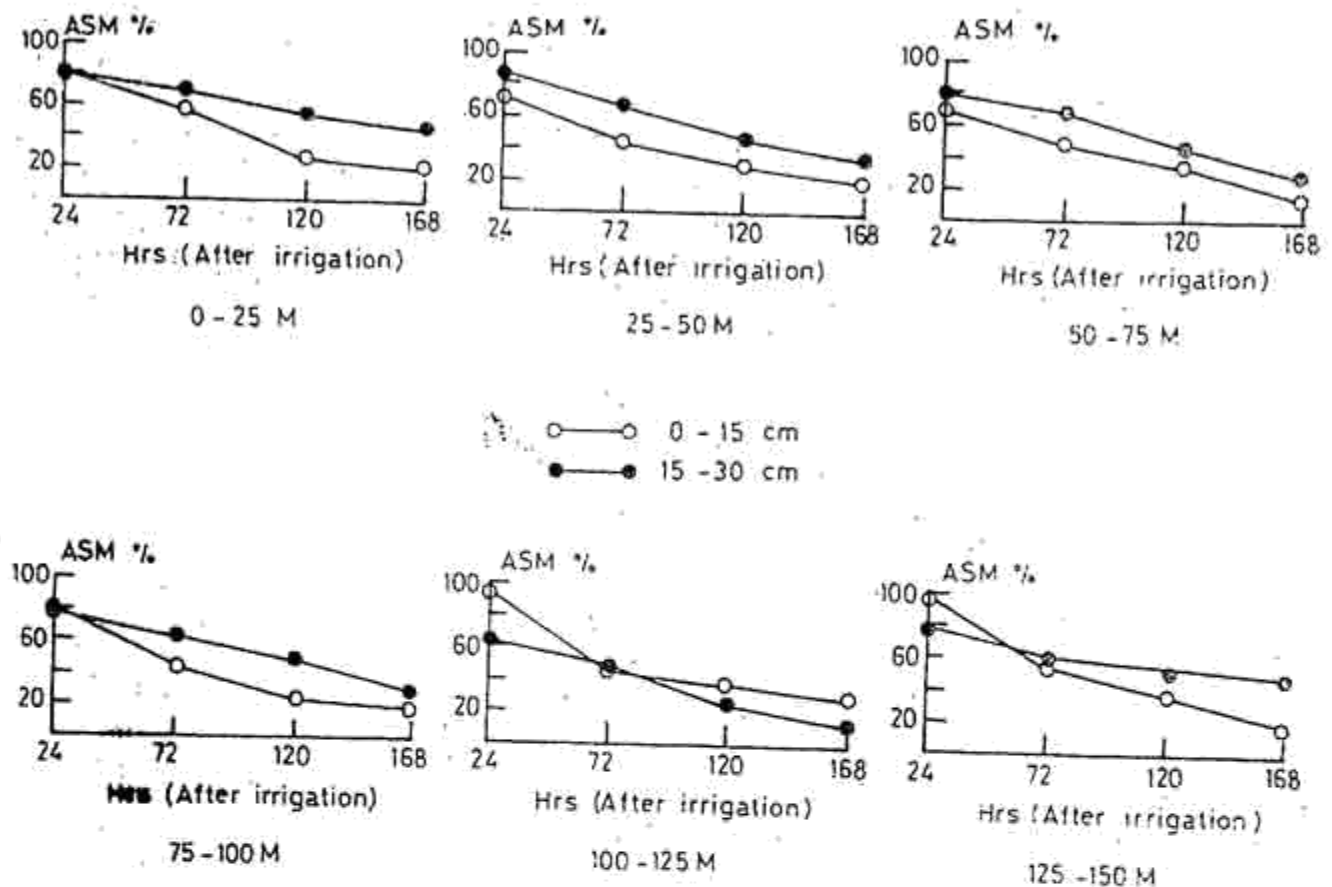 ASM %
100
60
20
24 72 120 168
Hrs (After irrigation)
0-25 M
ASM %
100
60
20
24 72 120 168
Hrs (After irrigation)
25-50 M
ASM %
100
60
20
24 72 120 168
Hrs (After irrigation)
50-75 M
0-15 cm
15-30 cm
ASM %
100
60
20
24 72 120 168
Hrs (After irrigation)
75-100 M
ASM %
100
60
20
24 72 120 168
Hrs (After irrigation)
100-125 M
ASM %
100
60
20
24 72 120 168
Hrs (After irrigation)
125-150 M